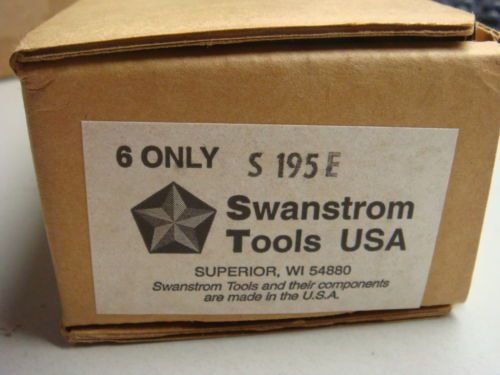 6 ONLY S 195 E
Swanstrom
Tools USA
SUPERIOR, WI 54880
Swanstrom Tools and their components
are made in the U.S.A.